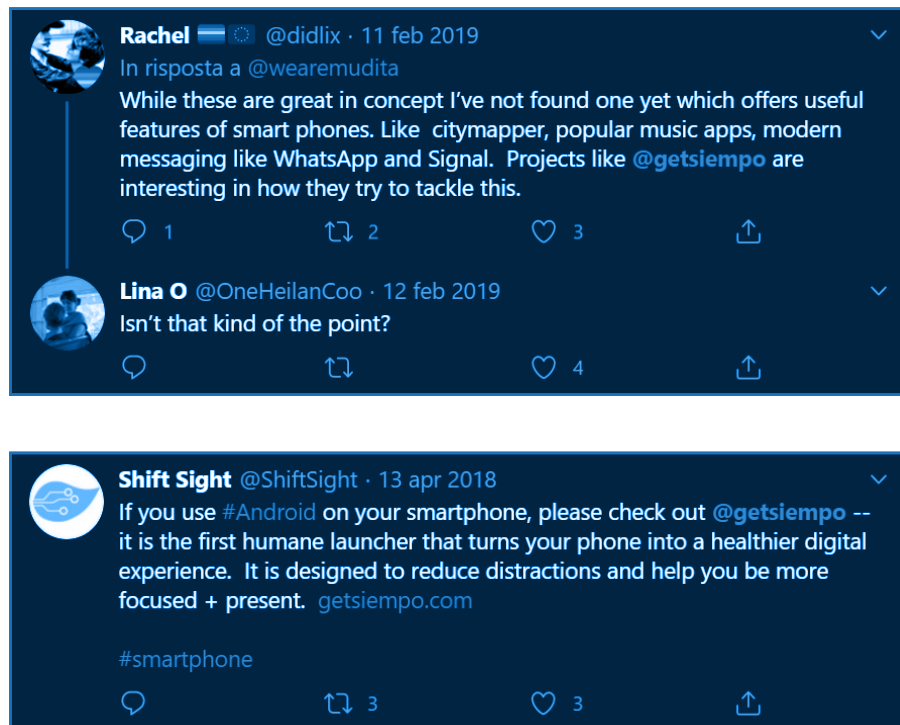 Rachel @didlix · 11 feb 2019
In risposta a @wearemudita
While these are great in concept I’ve not found one yet which offers useful
features of smart phones. Like  citymapper, popular music apps, modern
messaging like WhatsApp and Signal.  Projects like @getsiempo are
interesting in how they try to tackle this.
1 2 3
Lina O @OneHeilanCoo · 12 feb 2019
Isn’t that kind of the point?
4
Shift Sight @ShiftSight · 13 apr 2018
If you use #Android on your smartphone, please check out @getsiempo --
it is the first humane launcher that turns your phone into a healthier digital
experience.  It is designed to reduce distractions and help you be more
focused + present.  getsiempo.com
#smartphone
3 3